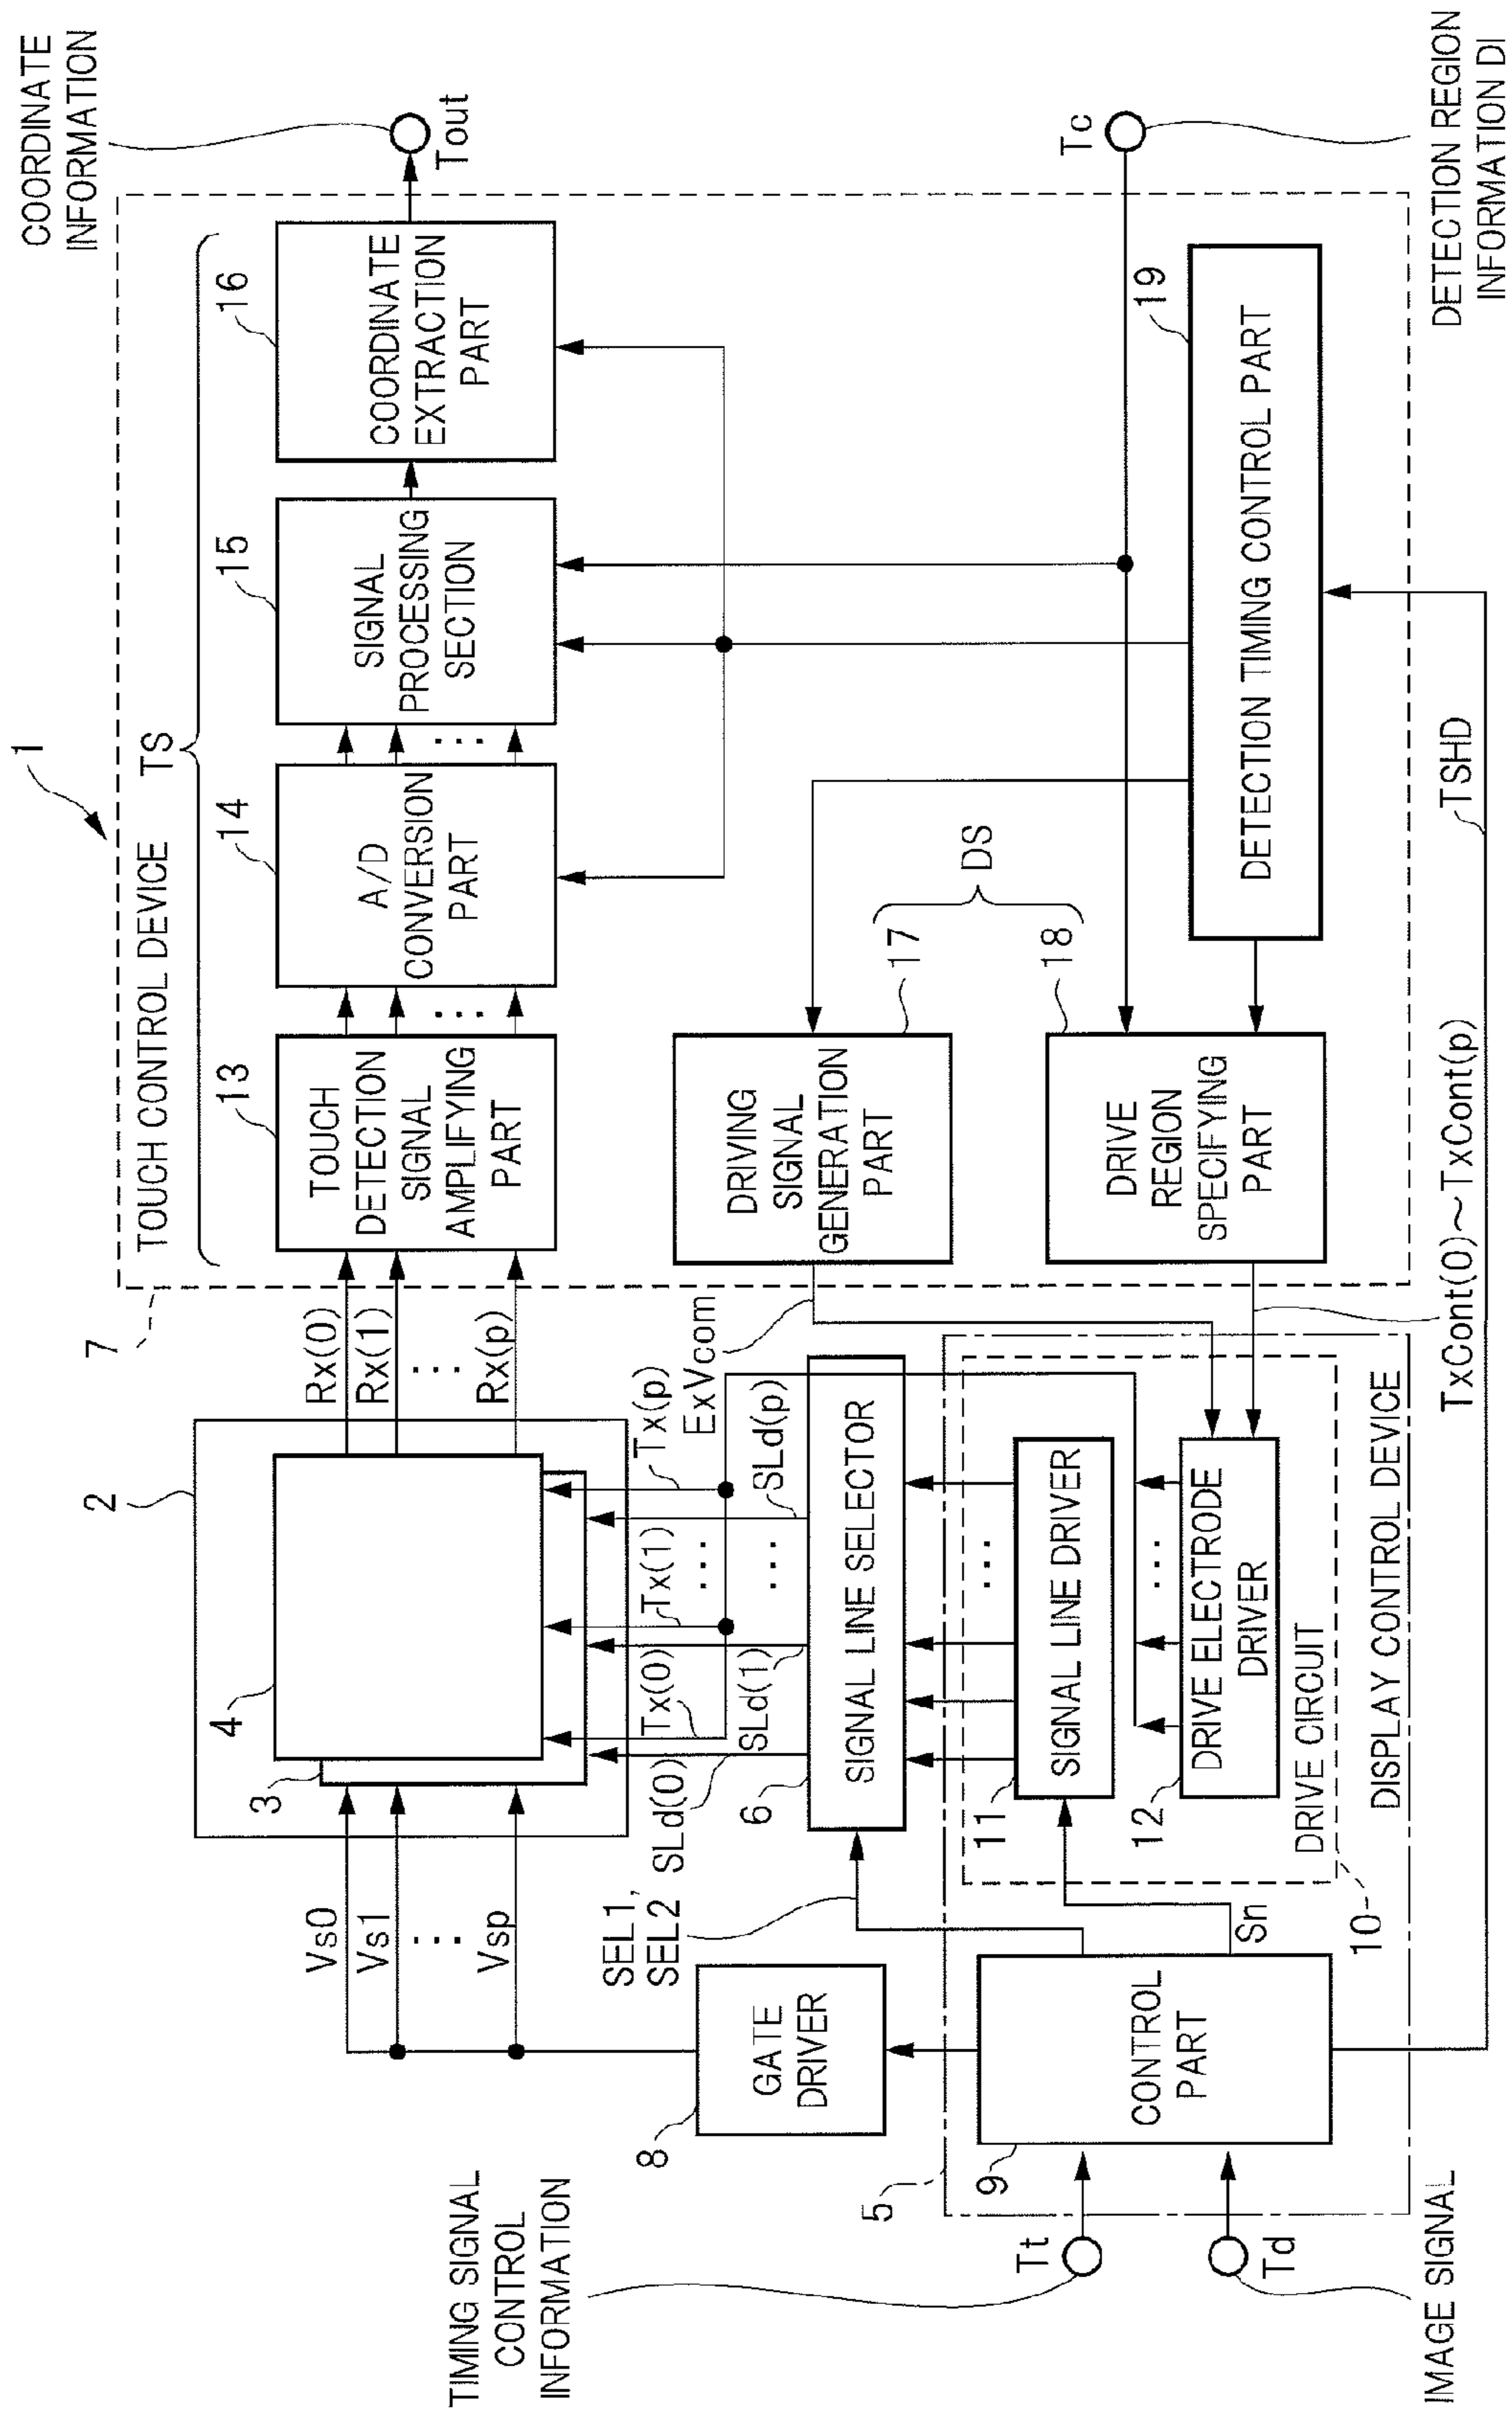 COORDINATE
INFORMATION
Tout
Tc
DETECTION REGION
INFORMATION DI
1
TOUCH CONTROL DEVICE
TS
7
13
TOUCH
DETECTION
SIGNAL
AMPLIFYING
PART
...
14
A/D
CONVERSION
PART
...
15
SIGNAL
PROCESSING
SECTION
16
COORDINATE
EXTRACTION
PART
17
DRIVING
SIGNAL
GENERATION
PART
DS
18
DRIVE
REGION
SPECIFYING
PART
19
DETECTION TIMING CONTROL PART
TSHD
TxCont(0)~TxCont(p)
ExVcom
Rx(0)
Rx(1)
...
Rx(p)
2
4
3
Vs0
Vs1
...
Vsp
Tx(0)
Tx(1)
...
Tx(p)
SLd(0)
SLd(1)
...
SLd(p)
6
SIGNAL LINE SELECTOR
SEL1,
SEL2
...
11
SIGNAL LINE DRIVER
...
12
DRIVE ELECTRODE
DRIVER
DRIVE CIRCUIT
10
DISPLAY CONTROL DEVICE
8
GATE
DRIVER
5
9
CONTROL
PART
Sn
Tt
Td
TIMING SIGNAL
CONTROL
INFORMATION
IMAGE SIGNAL